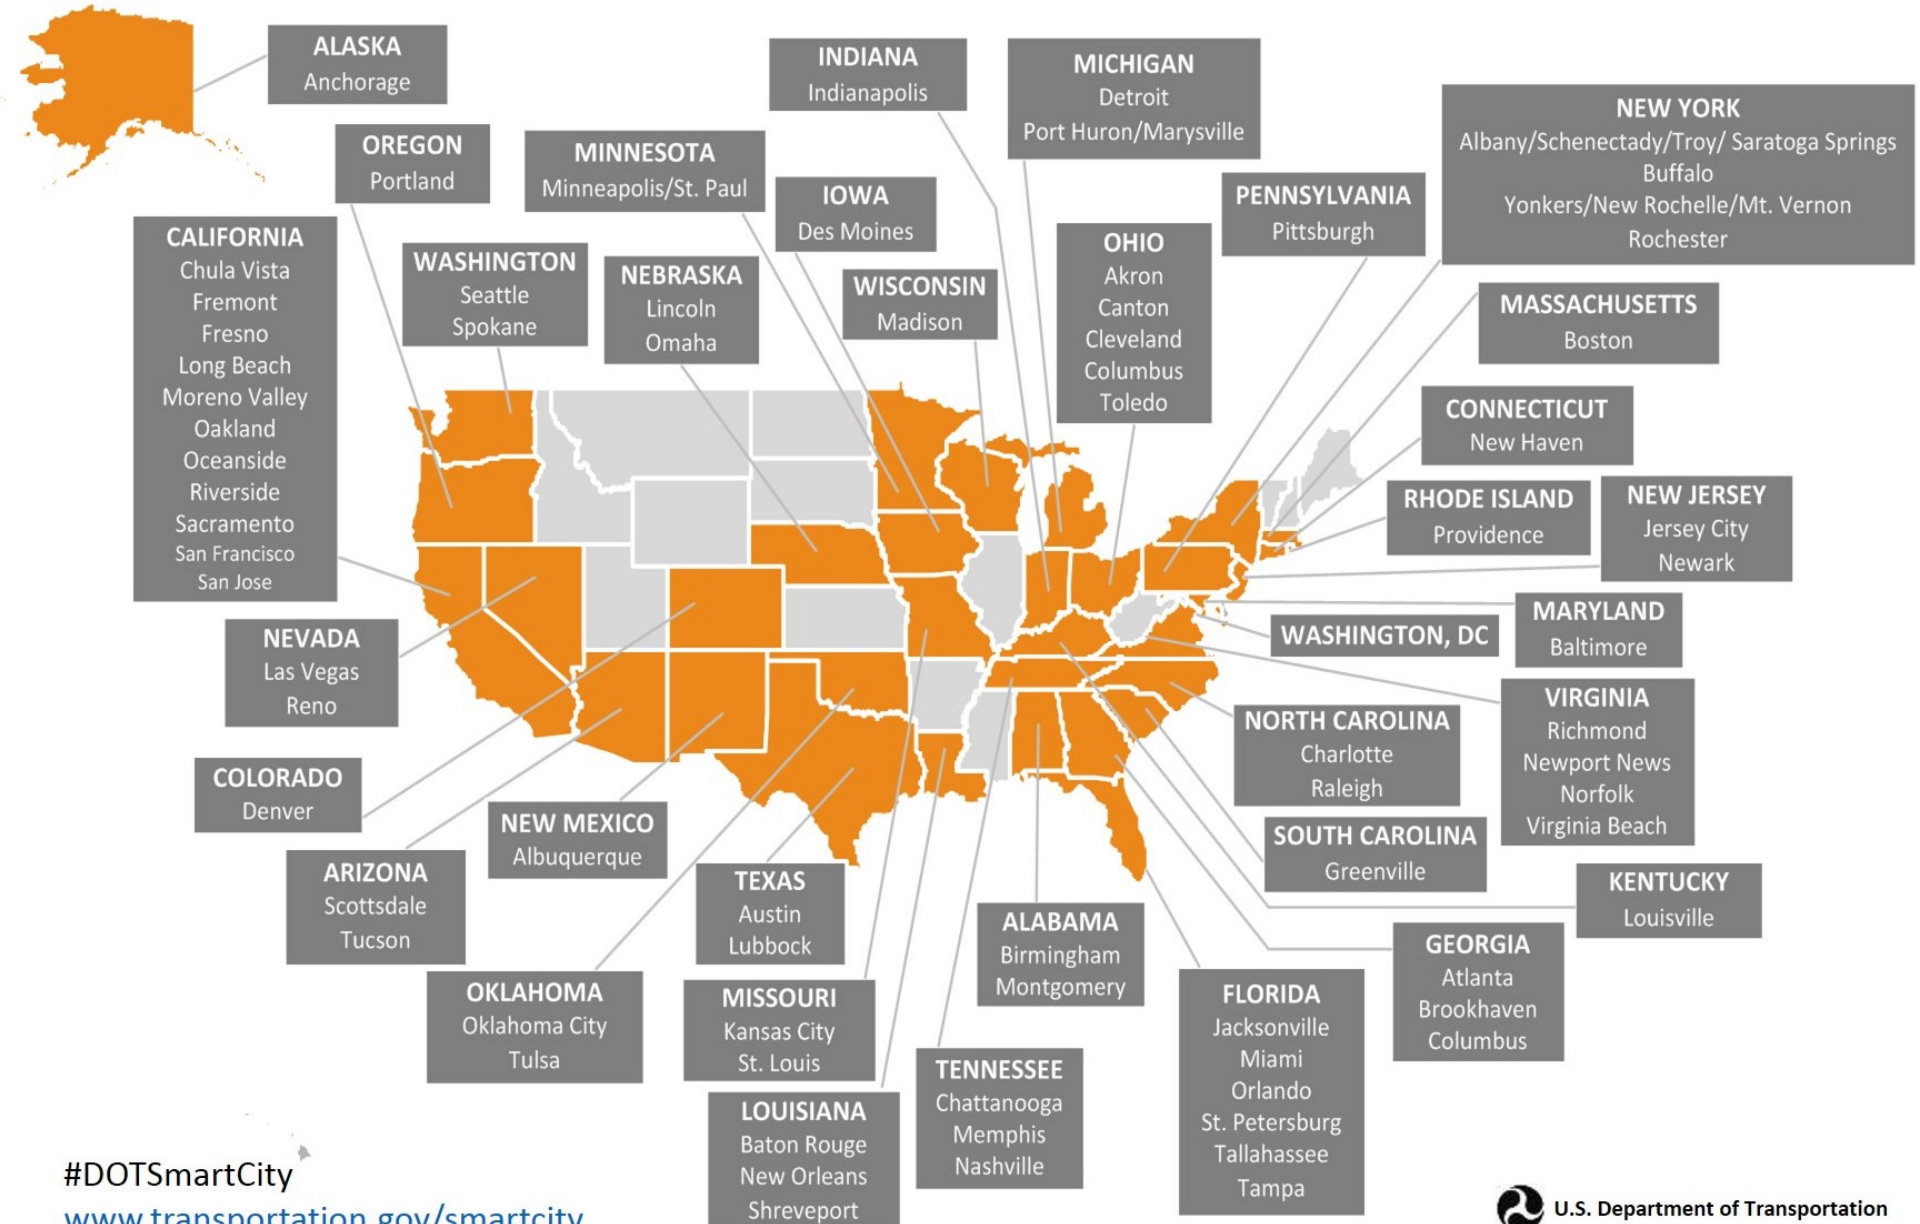 ALASKA
Anchorage
OREGON
Portland
CALIFORNIA
Chula Vista
Fremont
Fresno
Long Beach
Moreno Valley
Oakland
Oceanside
Riverside
Sacramento
San Francisco
San Jose
WASHINGTON
Seattle
Spokane
MINNESOTA
Minneapolis/St. Paul
NEBRASKA
Lincoln
Omaha
INDIANA
Indianapolis
IOWA
Des Moines
WISCONSIN
Madison
MICHIGAN
Detroit
Port Huron/Marysville
OHIO
Akron
Canton
Cleveland
Columbus
Toledo
PENNSYLVANIA
Pittsburgh
NEW YORK
Albany/Schenectady/Troy/ Saratoga Springs
Buffalo
Yonkers/New Rochelle/Mt. Vernon
Rochester
MASSACHUSETTS
Boston
CONNECTICUT
New Haven
RHODE ISLAND
Providence
NEW JERSEY
Jersey City
Newark
MARYLAND
Baltimore
WASHINGTON, DC
VIRGINIA
Richmond
Newport News
Norfolk
Virginia Beach
NORTH CAROLINA
Charlotte
Raleigh
SOUTH CAROLINA
Greenville
KENTUCKY
Louisville
GEORGIA
Atlanta
Brookhaven
Columbus
FLORIDA
Jacksonville
Miami
Orlando
St. Petersburg
Tallahassee
Tampa
ALABAMA
Birmingham
Montgomery
TENNESSEE
Chattanooga
Memphis
Nashville
LOUISIANA
Baton Rouge
New Orleans
Shreveport
MISSOURI
Kansas City
St. Louis
TEXAS
Austin
Lubbock
OKLAHOMA
Oklahoma City
Tulsa
NEW MEXICO
Albuquerque
ARIZONA
Scottsdale
Tucson
COLORADO
Denver
NEVADA
Las Vegas
Reno
#DOTSmartCity
www.transportation.gov/smartcity
U.S. Department of Transportation